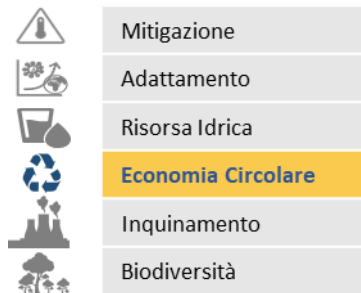 Mitigazione
Adattamento
Risorsa Idrica
Economia Circolare
Inquinamento
Biodiversità